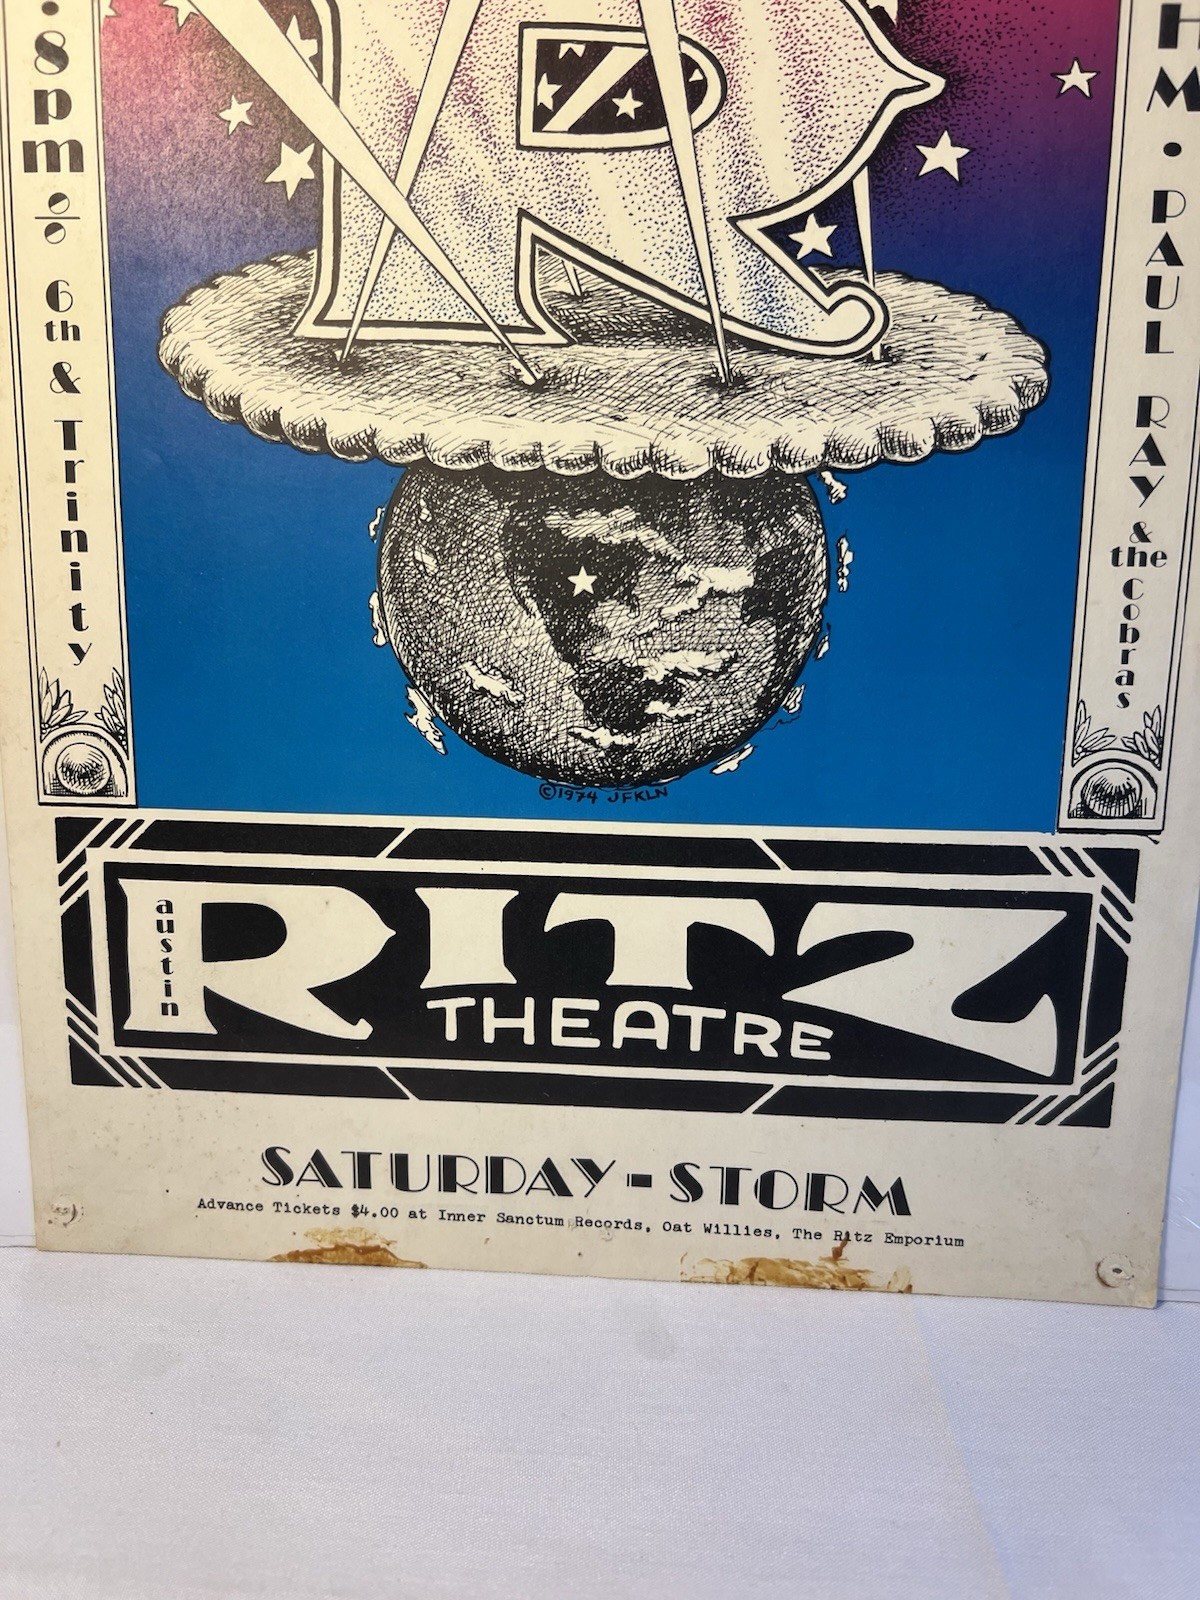 8pm
6th & Trinity
R
HM • PAUL RAY & the Cobras
©1974 JFKLN
austin
RITZ
THEATRE
SATURDAY - STORM
Advance Tickets $4.00 at Inner Sanctum Records, Oat Willies, The Ritz Emporium